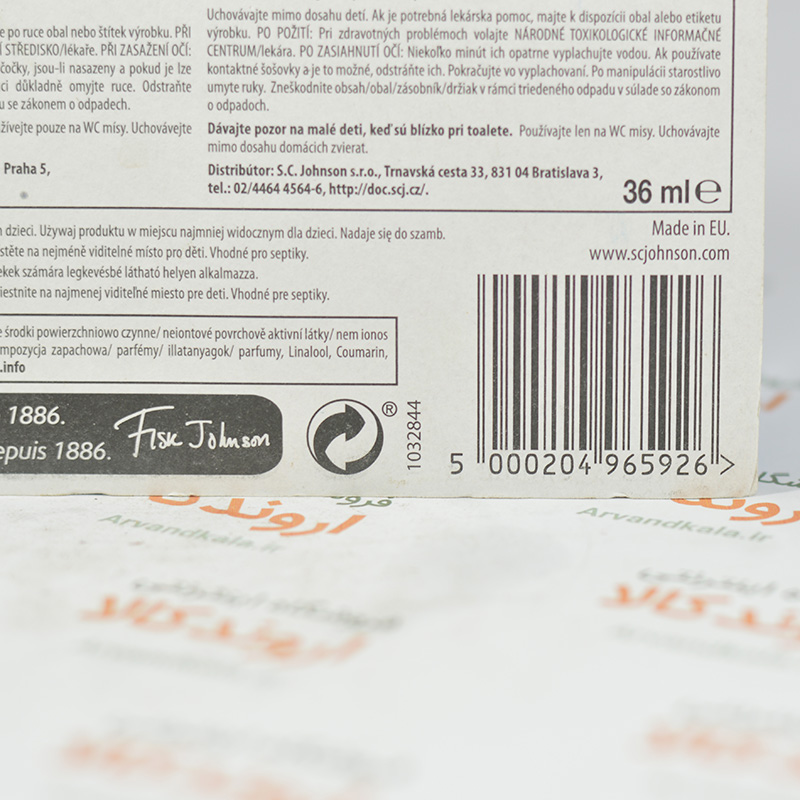 Uchovávajte mimo dosahu detí. Ak je potrebná lekárska pomoc, majte k dispozícii obal alebo etiketu
výrobku. PO POŽITÍ: Pri zdravotných problémoch volajte NÁRODNÉ TOXIKOLOGICKÉ INFORMAČNÉ
CENTRUM/lekára. PO ZASIAHNUTÍ OČÍ: Niekoľko minút ich opatrne vyplachujte vodou. Ak používate
kontaktné šošovky a je to možné, odstráňte ich. Pokračujte vo vyplachovaní. Po manipulácii starostlivo
umyte ruky. Zneškodnite obsah/obal/zásobník/držiak v rámci triedeného odpadu v súlade so zákonom
o odpadoch.
Dávajte pozor na malé deti, keď sú blízko pri toalete. Používajte len na WC misy. Uchovávajte
mimo dosahu domácich zvierat.
Distribútor: S.C. Johnson s.r.o., Trnavská cesta 33, 831 04 Bratislava 3,
tel.: 02/4464 4564-6, http://doc.scj.cz/.
36 ml ℮
po ruce obal nebo štítek výrobku. PŘI
STŘEDISKO/lékaře. PŘI ZASAŽENÍ OČÍ:
čočky, jsou-li nasazeny a pokud je lze
ci důkladně omyjte ruce. Odstraňte
u se zákonem o odpadech.
žívejte pouze na WC mísy. Uchovávejte
Praha 5,
Made in EU.
www.scjohnson.com
dzieci. Używaj produktu w miejscu najmniej widocznym dla dzieci. Nadaje się do szamb.
stěte na nejméně viditelné místo pro děti. Vhodné pro septiky.
ekek számára legkevésbé látható helyen alkalmazza.
iestnite na najmenej viditeľné miesto pre deti. Vhodné pre septiky.
e środki powierzchniowo czynne/ neiontové povrchově aktivní látky/ nem ionos
mpozycja zapachowa/ parfémy/ illatanyagok/ parfumy, Linalool, Coumarin,
.info
1886.
epuis 1886.
Fisk Johnson
®
1032844
5 000204 965926 >
اروندکالا
Arvandkala.ir
Arvandkala.ir
اروندکالا
اروندکالا